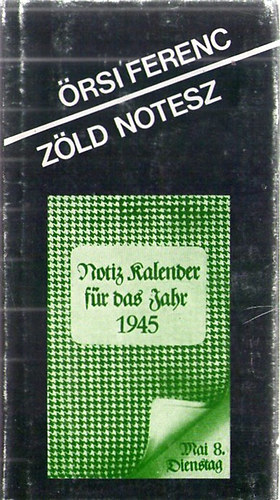 ÖRSI FERENC
ZÖLD NOTESZ
Notiz Kalender
für das Jahr
1945
Mai 8.
Dienstag